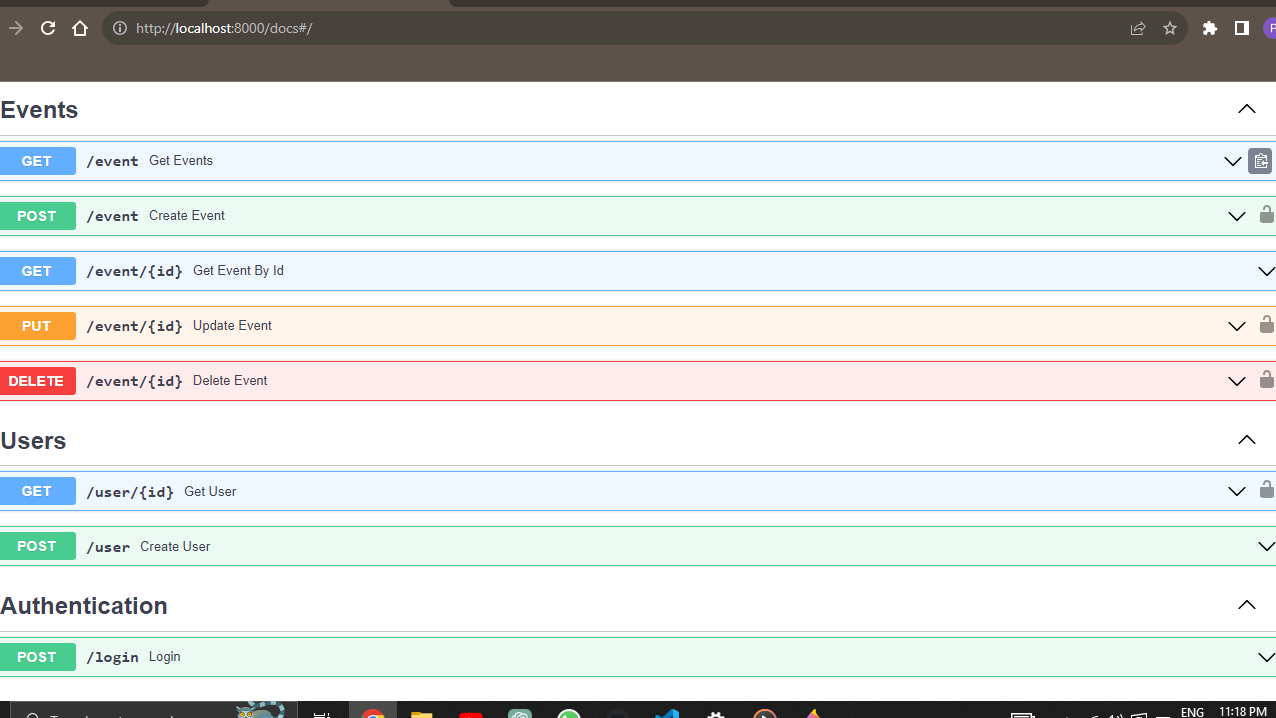 http://localhost:8000/docs#/
Events
GET /event Get Events
POST /event Create Event
GET /event/{id} Get Event By Id
PUT /event/{id} Update Event
DELETE /event/{id} Delete Event
Users
GET /user/{id} Get User
POST /user Create User
Authentication
POST /login Login
ENG 11:18 PM